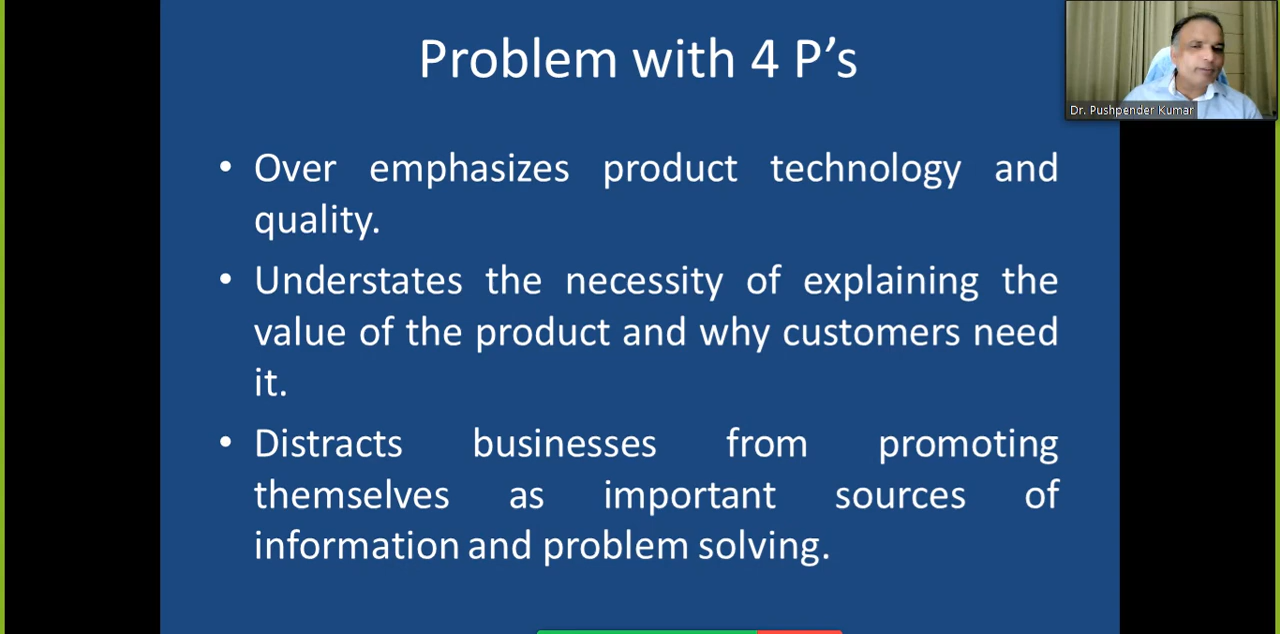 Problem with 4 P’s
Dr. Pushpender Kumar
• Over emphasizes product technology and
quality.
• Understates the necessity of explaining the
value of the product and why customers need
it.
• Distracts businesses from promoting
themselves as important sources of
information and problem solving.